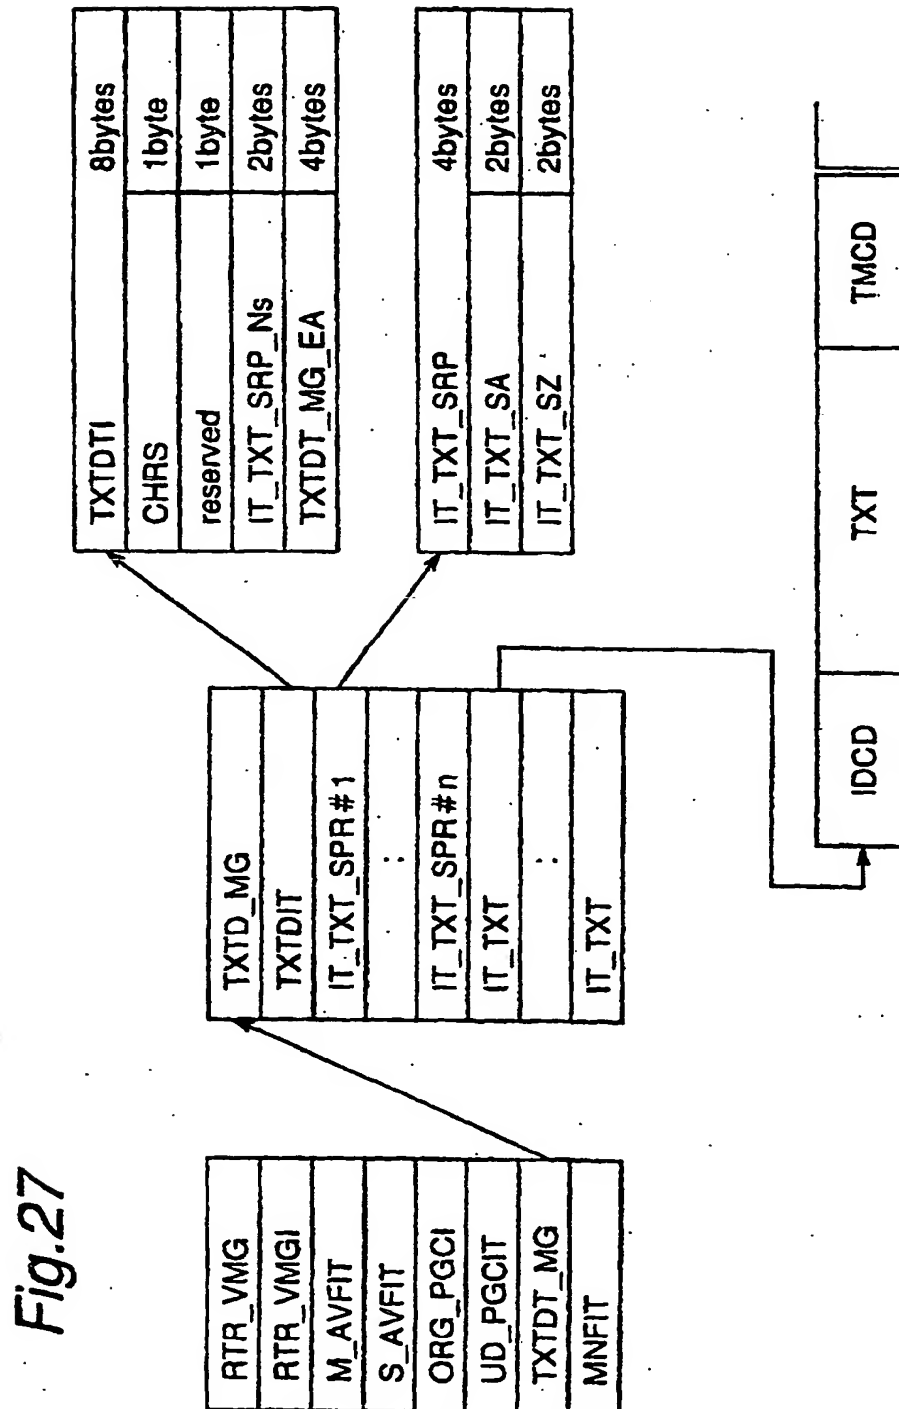 Fig.27
RTR_VMG
RTR_VMGI
M_AVFIT
S_AVFIT
ORG_PGCI
UD_PGCIT
TXTDT_MG
MNFIT
TXTD_MG
TXTDIT
IT_TXT_SPR#1
:
IT_TXT_SPR#n
IT_TXT
:
IT_TXT
TXTDTI 8bytes
CHRS 1byte
reserved 1byte
IT_TXT_SRP_Ns 2bytes
TXTDT_MG_EA 4bytes
IT_TXT_SRP 4bytes
IT_TXT_SA 2bytes
IT_TXT_SZ 2bytes
IDCD TXT TMCD